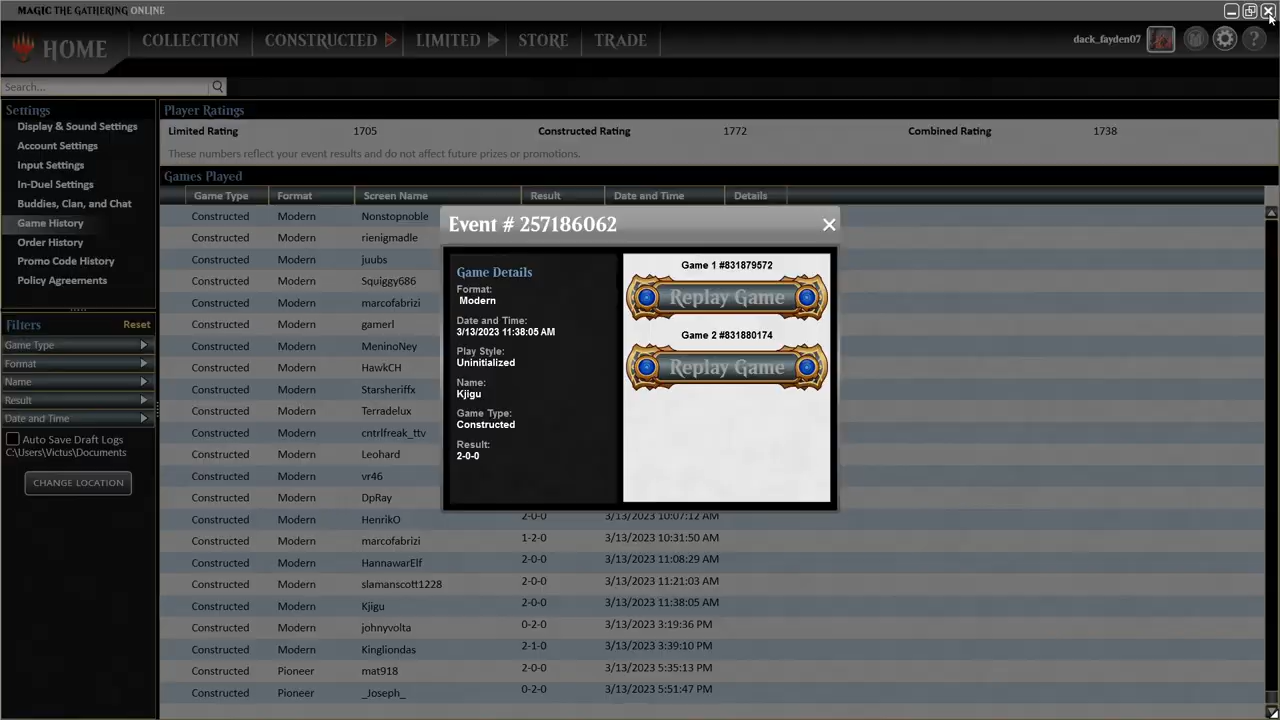 MAGIC THE GATHERING ONLINE
HOME
COLLECTION
CONSTRUCTED
LIMITED
STORE
TRADE
dack_fayden07
?
Search...
Settings
Display & Sound Settings
Account Settings
Input Settings
In-Duel Settings
Buddies, Clan, and Chat
Game History
Order History
Promo Code History
Policy Agreements
Filters Reset
Game Type
Format
Name
Result
Date and Time
Auto Save Draft Logs
C:\Users\Victus\Documents
CHANGE LOCATION
Player Ratings
Limited Rating 1705 Constructed Rating 1772 Combined Rating 1738
These numbers reflect your event results and do not affect future prizes or promotions.
Games Played
Game Type Format Screen Name Result Date and Time Details
Constructed Modern Nonstopnoble
Constructed Modern rienigmadle
Constructed Modern juubs
Constructed Modern Squiggy686
Constructed Modern marcofabrizi
Constructed Modern gamerl
Constructed Modern MeninoNey
Constructed Modern HawkCH
Constructed Modern Starsheriffx
Constructed Modern Terradelux
Constructed Modern cntrlfreak_ttv
Constructed Modern Leohard
Constructed Modern vr46
Constructed Modern DpRay
Constructed Modern HenrikO 2-0-0 3/13/2023 10:07:12 AM
Constructed Modern marcofabrizi 1-2-0 3/13/2023 10:31:50 AM
Constructed Modern HannawarElf 2-0-0 3/13/2023 11:08:29 AM
Constructed Modern slamanscott1228 2-0-0 3/13/2023 11:21:03 AM
Constructed Modern Kjigu 2-0-0 3/13/2023 11:38:05 AM
Constructed Modern johnyvolta 0-2-0 3/13/2023 3:19:36 PM
Constructed Modern Kingliondas 2-1-0 3/13/2023 3:39:10 PM
Constructed Pioneer mat918 2-0-0 3/13/2023 5:35:13 PM
Constructed Pioneer _Joseph_ 0-2-0 3/13/2023 5:51:47 PM
Event # 257186062
Game Details
Format:
Modern
Date and Time:
3/13/2023 11:38:05 AM
Play Style:
Uninitialized
Name:
Kjigu
Game Type:
Constructed
Result:
2-0-0
Game 1 #831879572
Replay Game
Game 2 #831880174
Replay Game